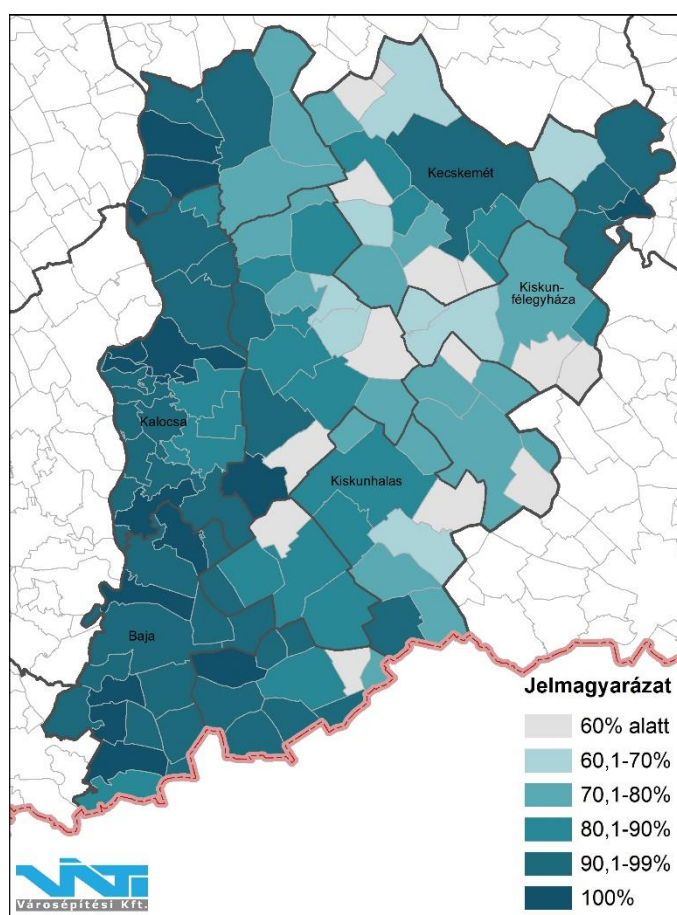 Kecskemét
Kiskun-
félegyháza
Kalocsa
Kiskunhalas
Baja
Jelmagyarázat
60% alatt
60,1-70%
70,1-80%
80,1-90%
90,1-99%
100%
VÁTI
Városépítési Kft.